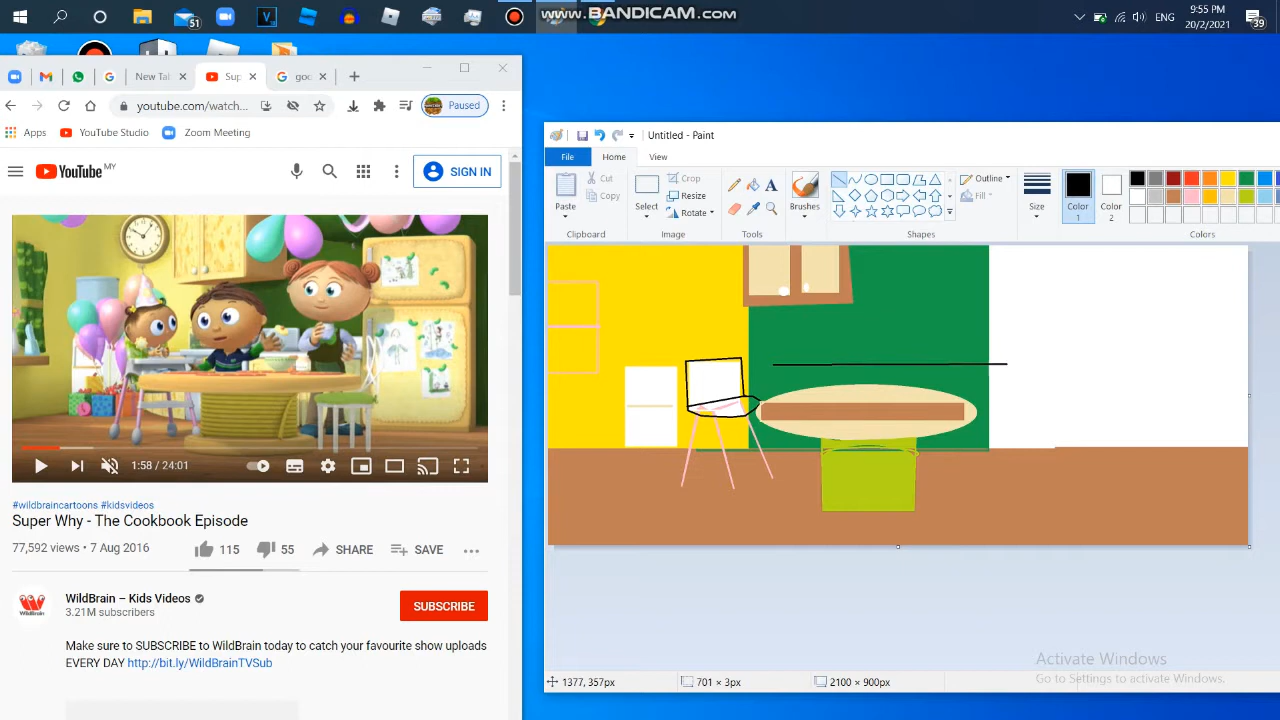 www.BANDICAM.com
51
ENG
9:55 PM
20/2/2021
39
New Tal
Sup
goo
youtube.com/watch...
Paused
Apps
YouTube Studio
Zoom Meeting
YouTube MY
SIGN IN
1:58 / 24:01
#wildbraincartoons #kidsvideos
Super Why - The Cookbook Episode
77,592 views • 7 Aug 2016
115
55
SHARE
SAVE
WildBrain – Kids Videos
3.21M subscribers
WildBrain
SUBSCRIBE
Make sure to SUBSCRIBE to WildBrain today to catch your favourite show uploads
EVERY DAY http://bit.ly/WildBrainTVSub
Untitled - Paint
File
Home
View
Paste
Cut
Copy
Clipboard
Select
Crop
Resize
Rotate
Image
A
Tools
Brushes
Outline
Fill
Shapes
Size
Color
1
Color
2
Colors
1377, 357px
701 × 3px
2100 × 900px
Activate Windows
Go to Settings to activate Windows.